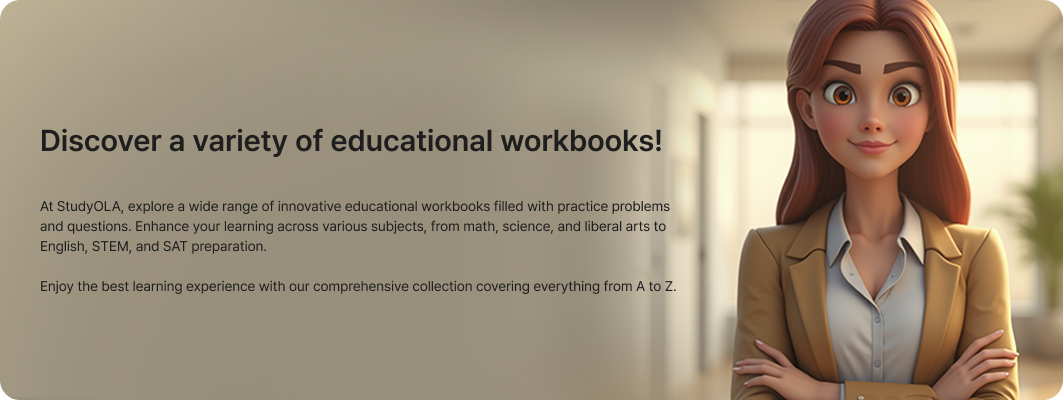 Discover a variety of educational workbooks!
At StudyOLA, explore a wide range of innovative educational workbooks filled with practice problems
and questions. Enhance your learning across various subjects, from math, science, and liberal arts to
English, STEM, and SAT preparation.
Enjoy the best learning experience with our comprehensive collection covering everything from A to Z.